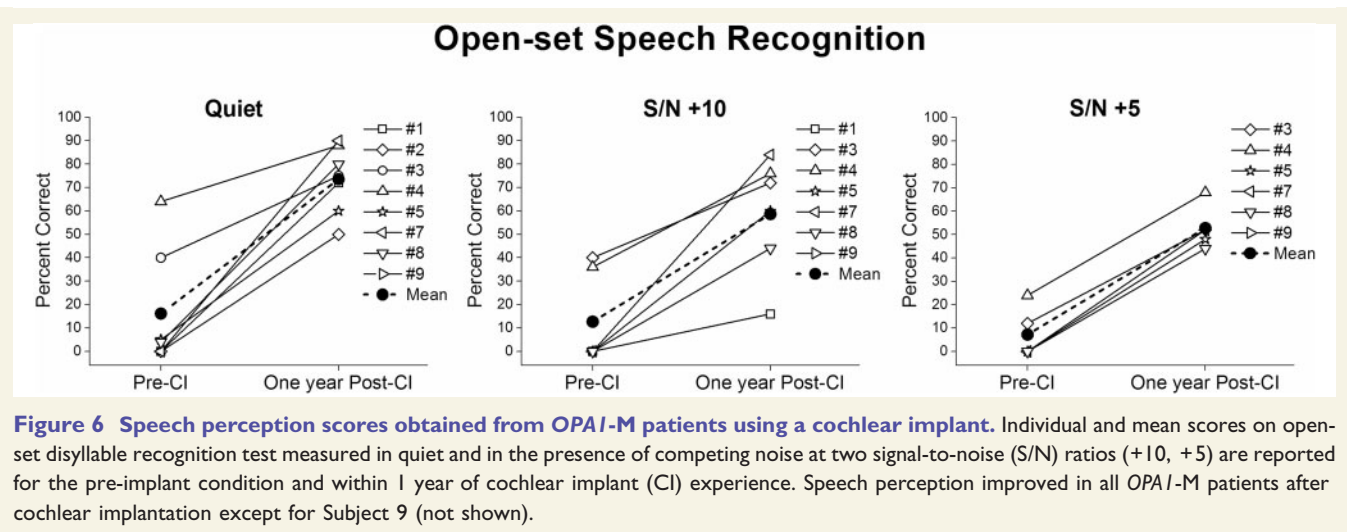 Open-set Speech Recognition
Quiet
100
90
80
70
60
50
40
30
20
10
0
Percent Correct
Pre-CI
One year Post-CI
#1
#2
#3
#4
#5
#7
#8
#9
Mean
S/N +10
100
90
80
70
60
50
40
30
20
10
0
Percent Correct
Pre-CI
One year Post-CI
#1
#3
#4
#5
#7
#8
#9
Mean
S/N +5
100
90
80
70
60
50
40
30
20
10
0
Percent Correct
Pre-CI
One year Post-CI
#3
#4
#5
#7
#8
#9
Mean
Figure 6 Speech perception scores obtained from OPA1-M patients using a cochlear implant. Individual and mean scores on open-
set disyllable recognition test measured in quiet and in the presence of competing noise at two signal-to-noise (S/N) ratios (+10, +5) are reported
for the pre-implant condition and within 1 year of cochlear implant (CI) experience. Speech perception improved in all OPA1-M patients after
cochlear implantation except for Subject 9 (not shown).